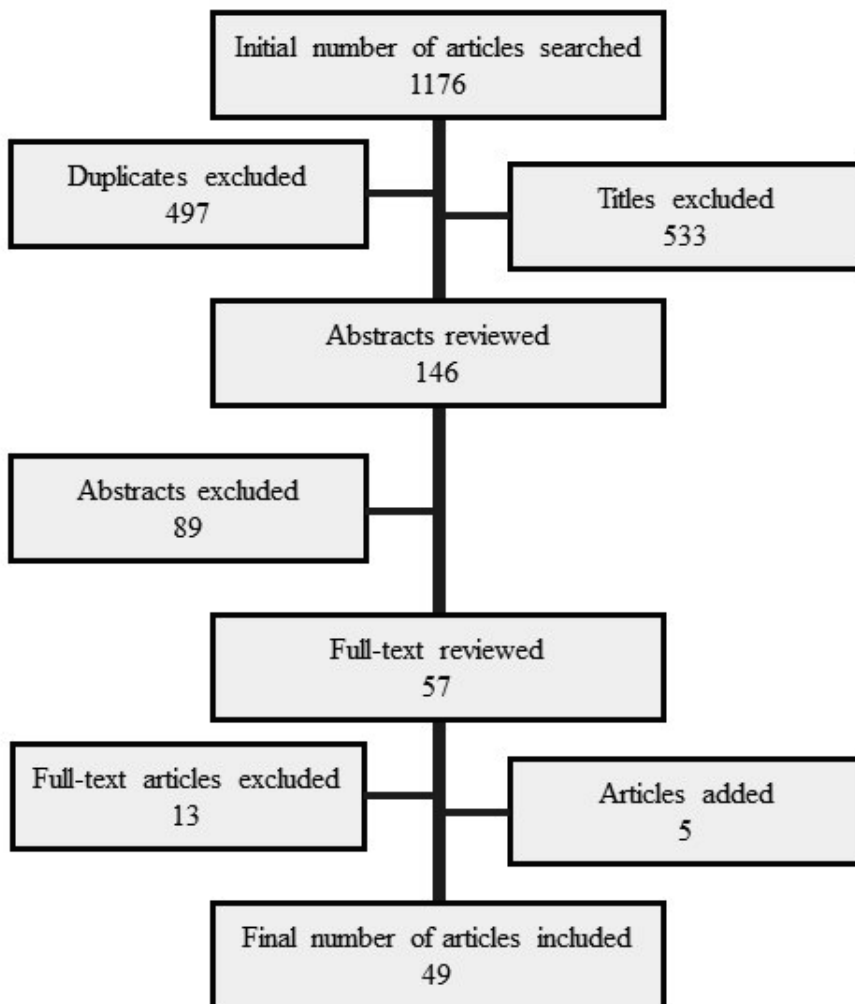 Initial number of articles searched
1176
Duplicates excluded
497
Titles excluded
533
Abstracts reviewed
146
Abstracts excluded
89
Full-text reviewed
57
Full-text articles excluded
13
Articles added
5
Final number of articles included
49